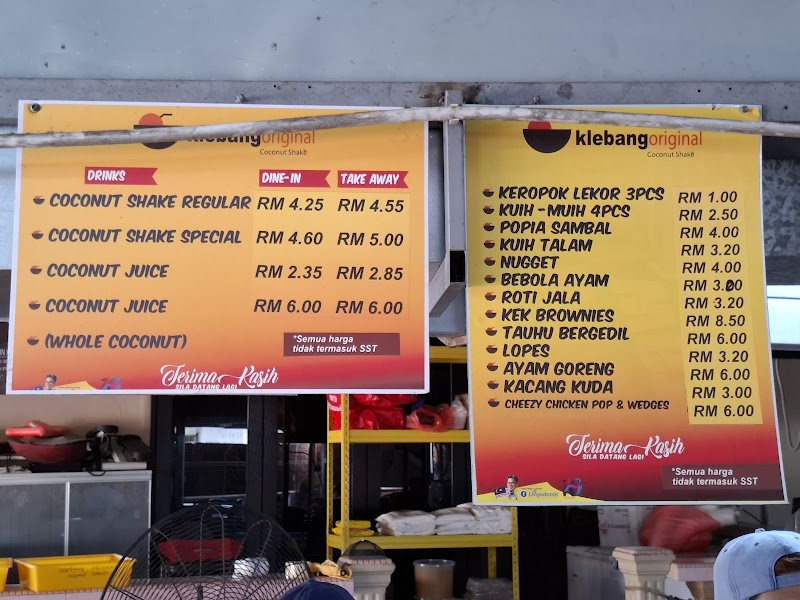 klebangoriginal
Coconut Shake
DRINKS DINE-IN TAKE AWAY
COCONUT SHAKE REGULAR RM 4.25 RM 4.55
COCONUT SHAKE SPECIAL RM 4.60 RM 5.00
COCONUT JUICE RM 2.35 RM 2.85
COCONUT JUICE RM 6.00 RM 6.00
(WHOLE COCONUT)
*Semua harga
tidak termasuk SST
Terima Kasih
SILA DATANG LAGI
klebangoriginal
Coconut Shake
KEROPOK LEKOR 3PCS RM 1.00
KUIH-MUIH 4PCS RM 2.50
POPIA SAMBAL RM 4.00
KUIH TALAM RM 3.20
NUGGET RM 4.00
BEBOLA AYAM RM 3.00
ROTI JALA RM 3.20
KEK BROWNIES RM 8.50
TAUHU BERGEDIL RM 6.00
LOPES RM 3.20
AYAM GORENG RM 6.00
KACANG KUDA RM 3.00
CHEEZY CHICKEN POP & WEDGES RM 6.00
Terima Kasih
SILA DATANG LAGI
*Semua harga
tidak termasuk SST